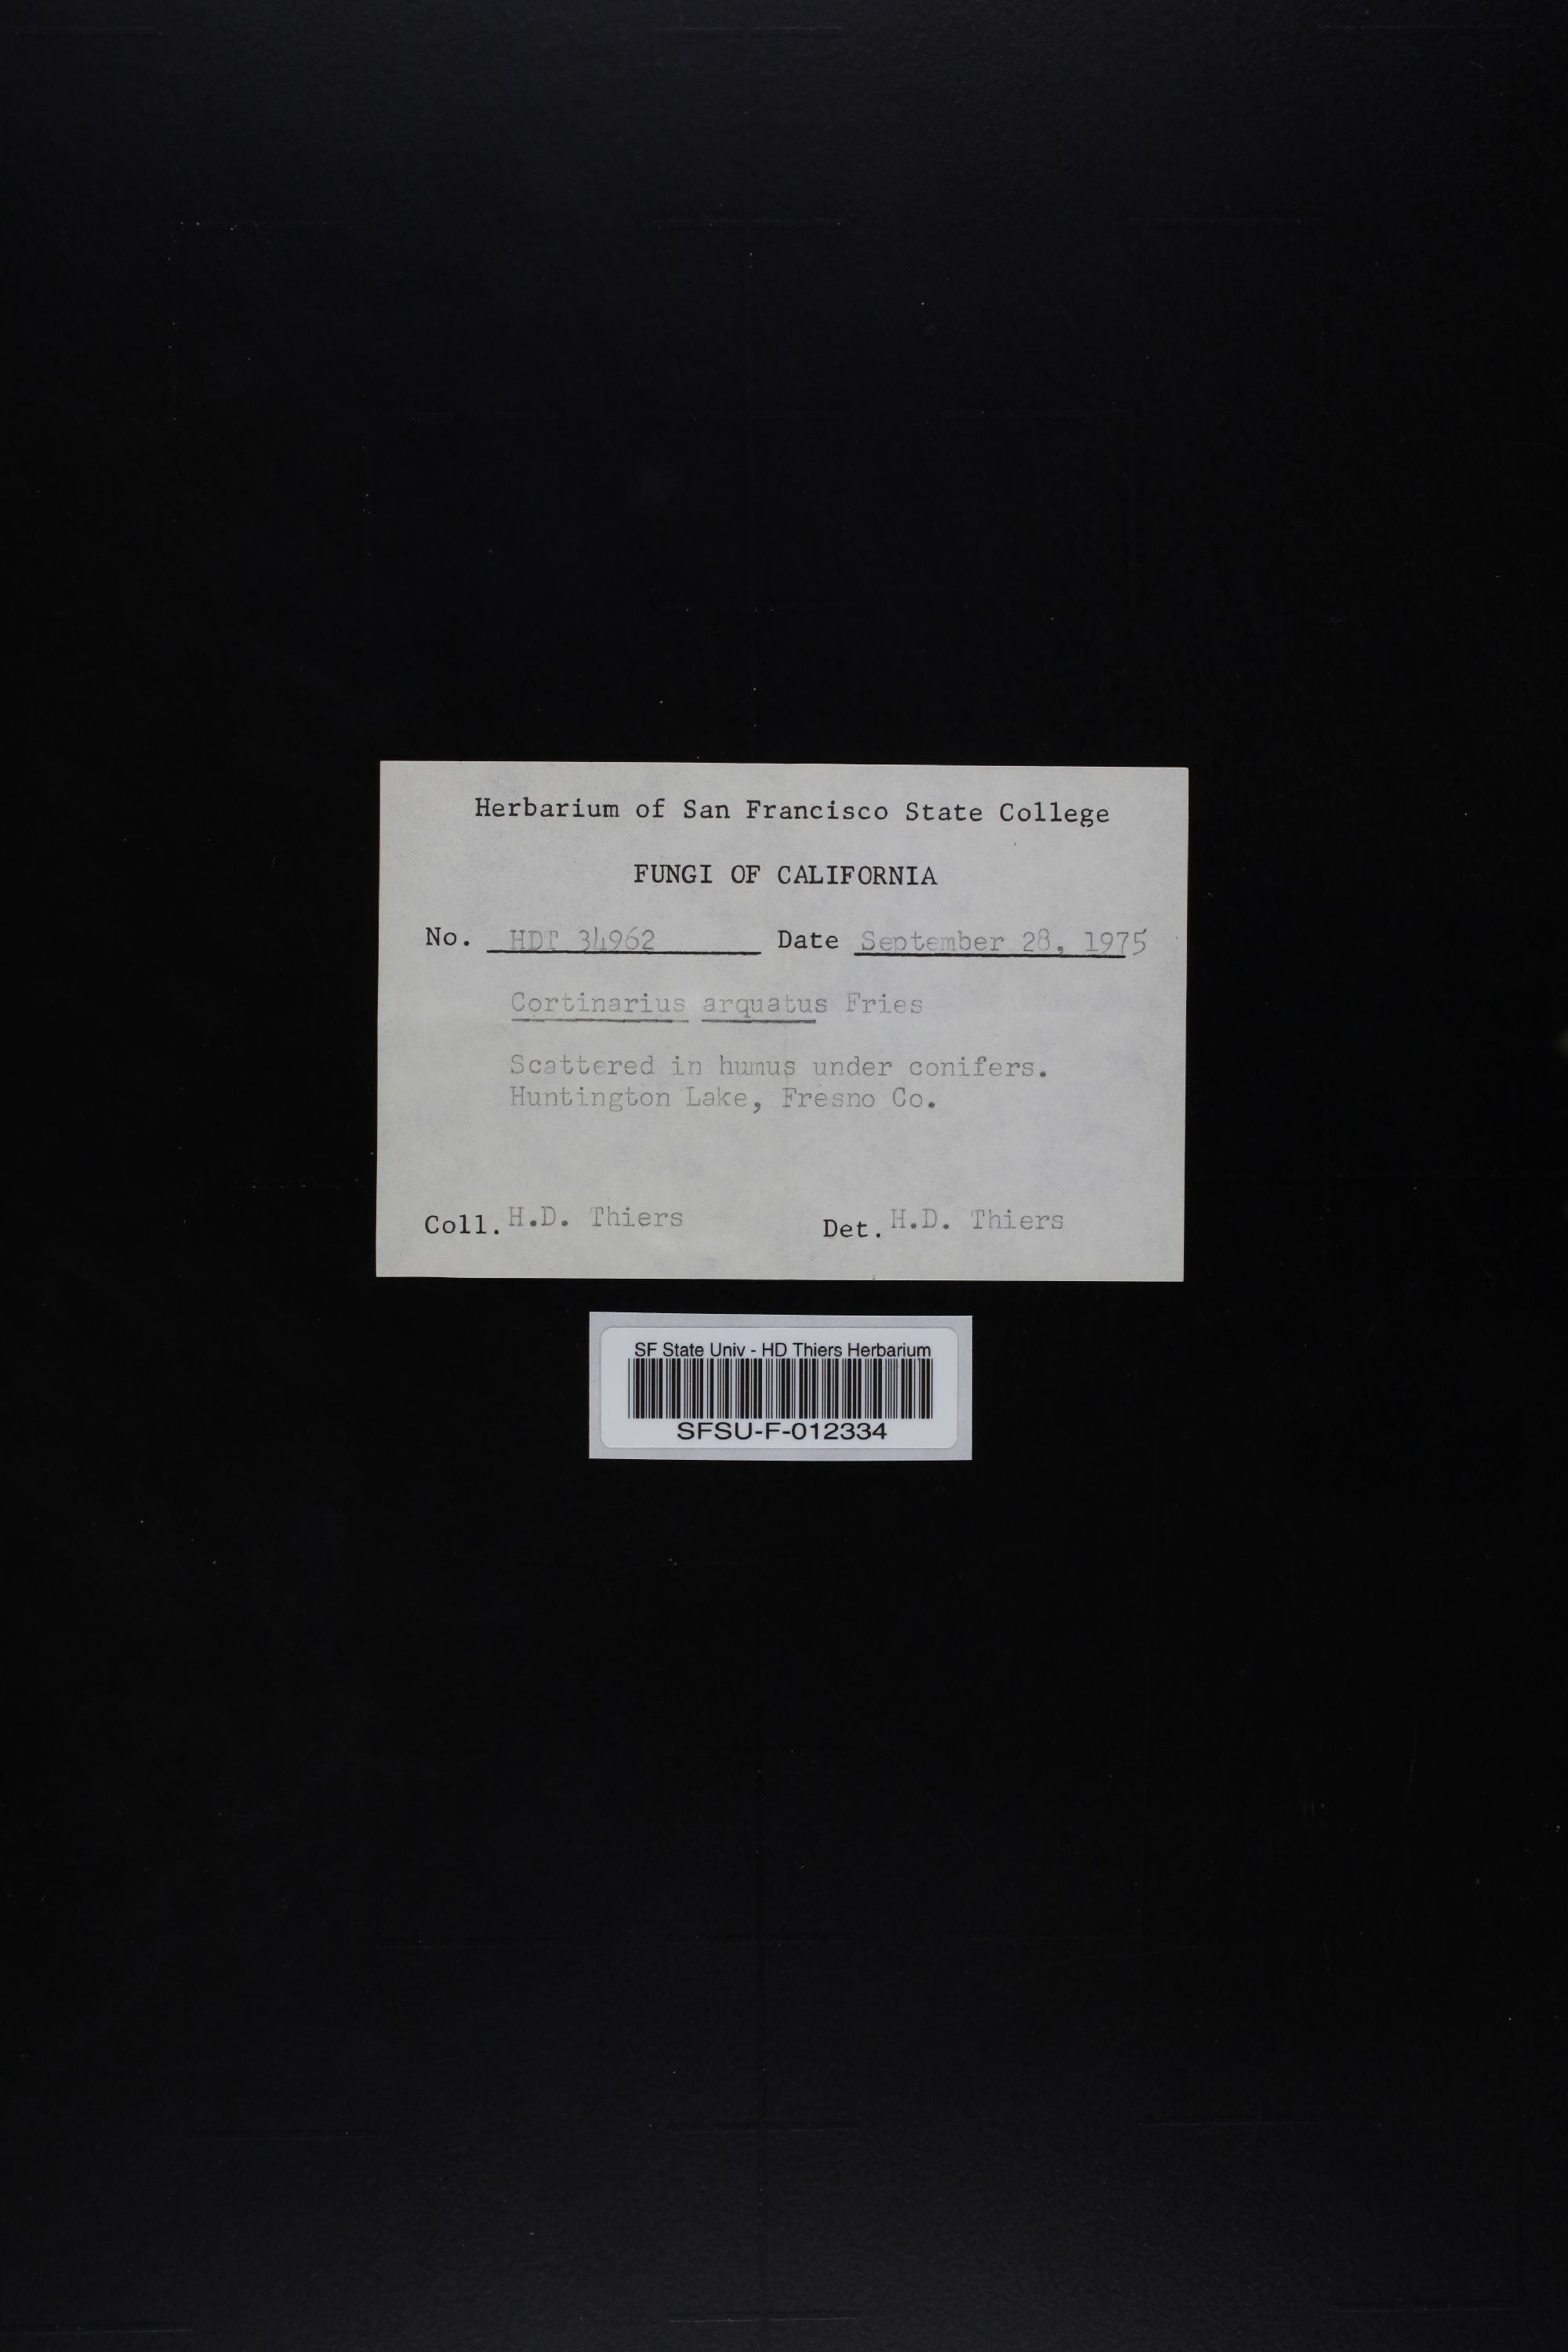 Herbarium of San Francisco State College
FUNGI OF CALIFORNIA
No. HDT 34962 Date September 28, 1975
Cortinarius arquatus Fries
Scattered in humus under conifers.
Huntington Lake, Fresno Co.
Coll. H.D. Thiers Det. H.D. Thiers
SF State Univ - HD Thiers Herbarium
SFSU-F-012334